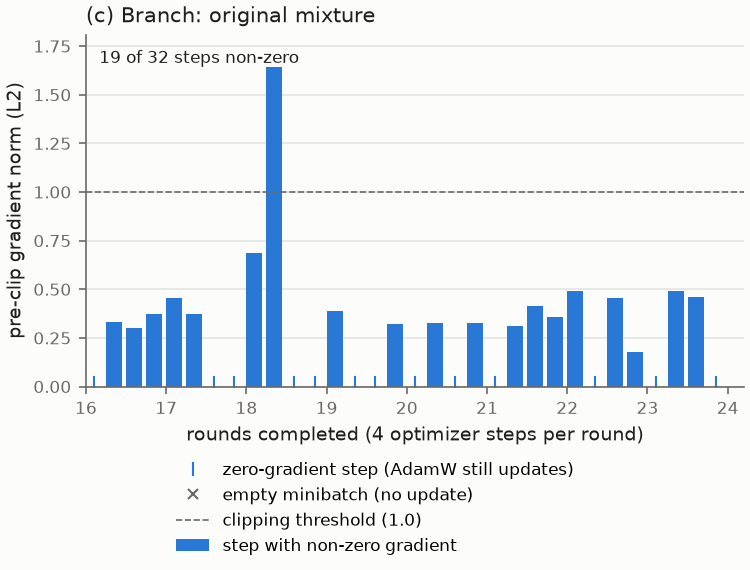 (c) Branch: original mixture
19 of 32 steps non-zero
pre-clip gradient norm (L2)
1.75
1.50
1.25
1.00
0.75
0.50
0.25
0.00
16 17 18 19 20 21 22 23 24
rounds completed (4 optimizer steps per round)
zero-gradient step (AdamW still updates)
empty minibatch (no update)
clipping threshold (1.0)
step with non-zero gradient